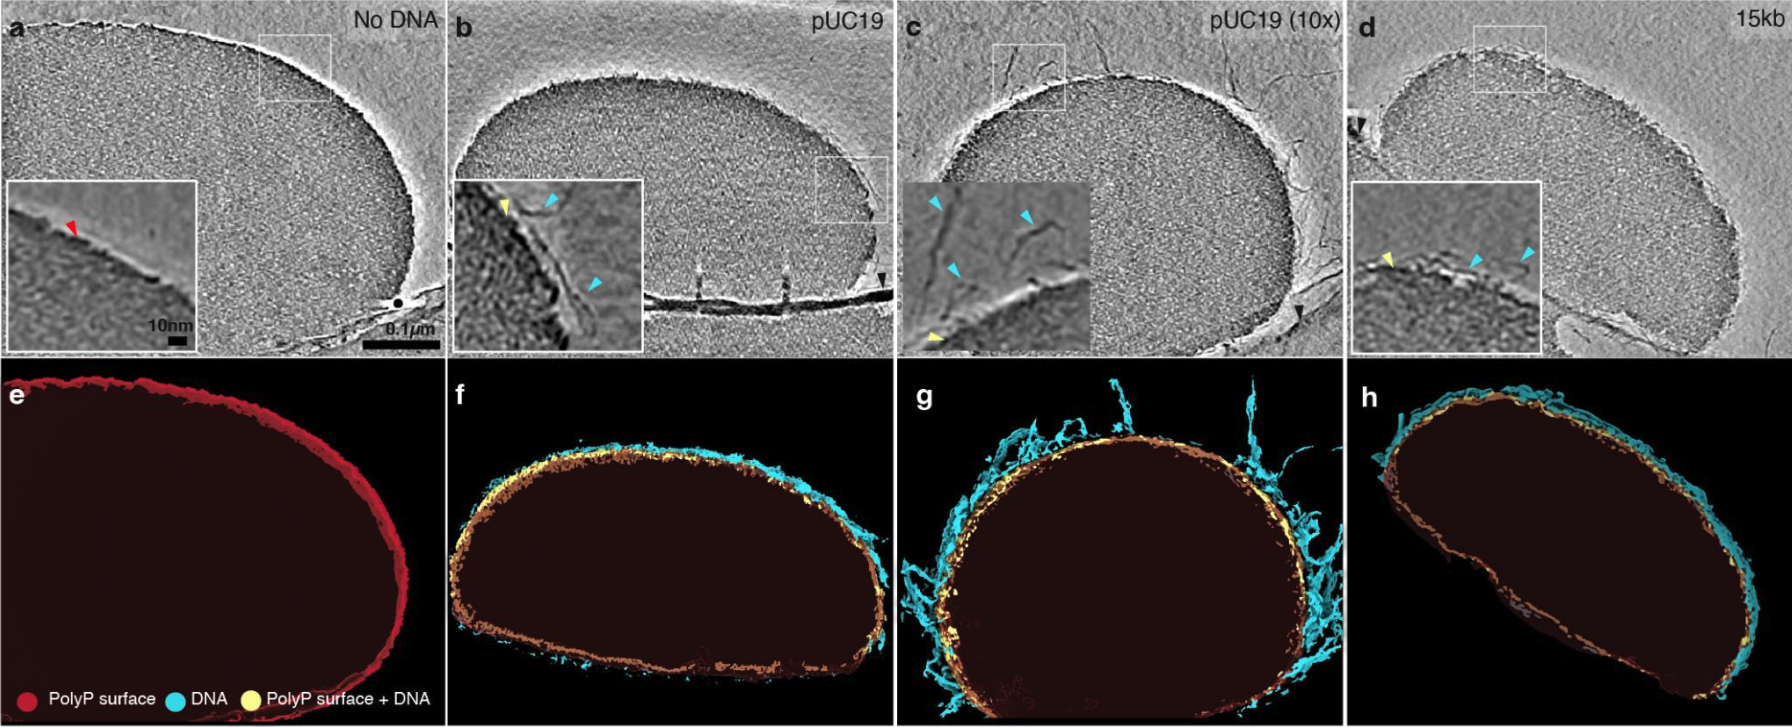 a No DNA
b pUC19
c pUC19 (10x)
d 15kb
10nm
0.1µm
e
f
g
h
PolyP surface DNA PolyP surface + DNA